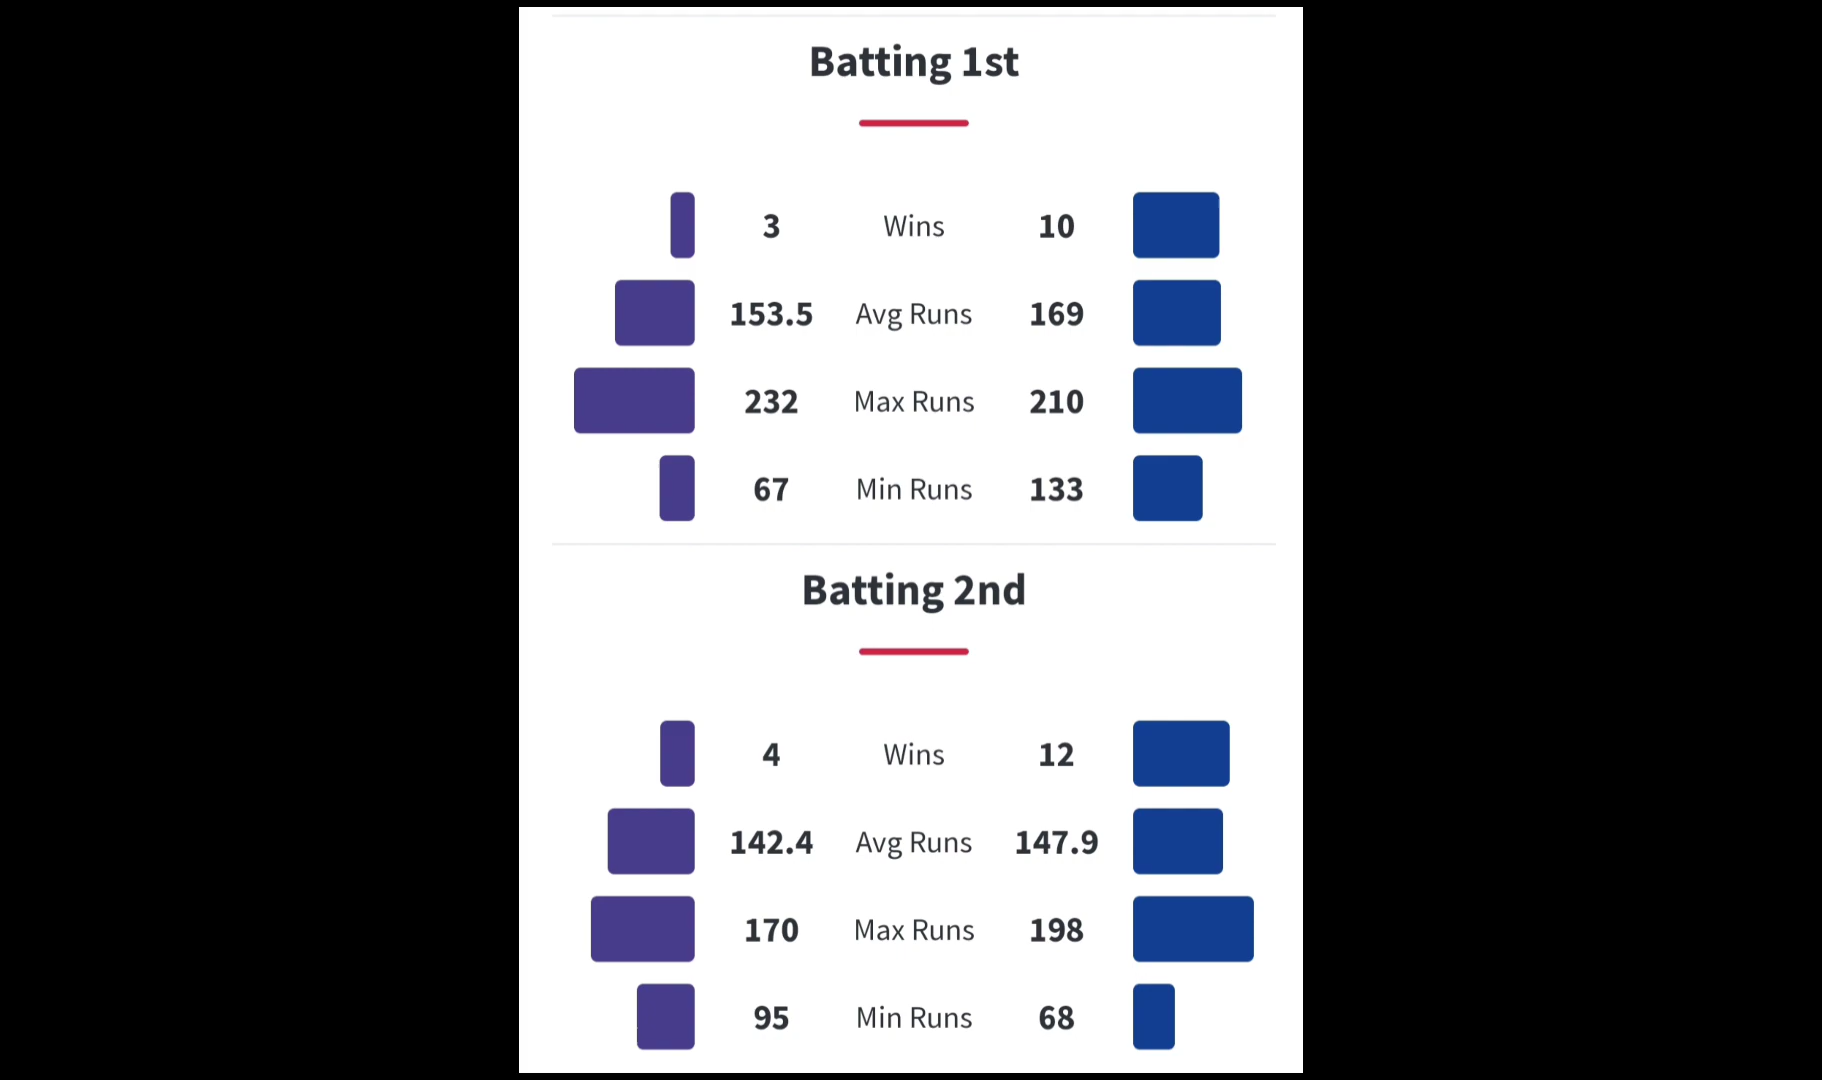 Batting 1st
3 Wins 10
153.5 Avg Runs 169
232 Max Runs 210
67 Min Runs 133
Batting 2nd
4 Wins 12
142.4 Avg Runs 147.9
170 Max Runs 198
95 Min Runs 68